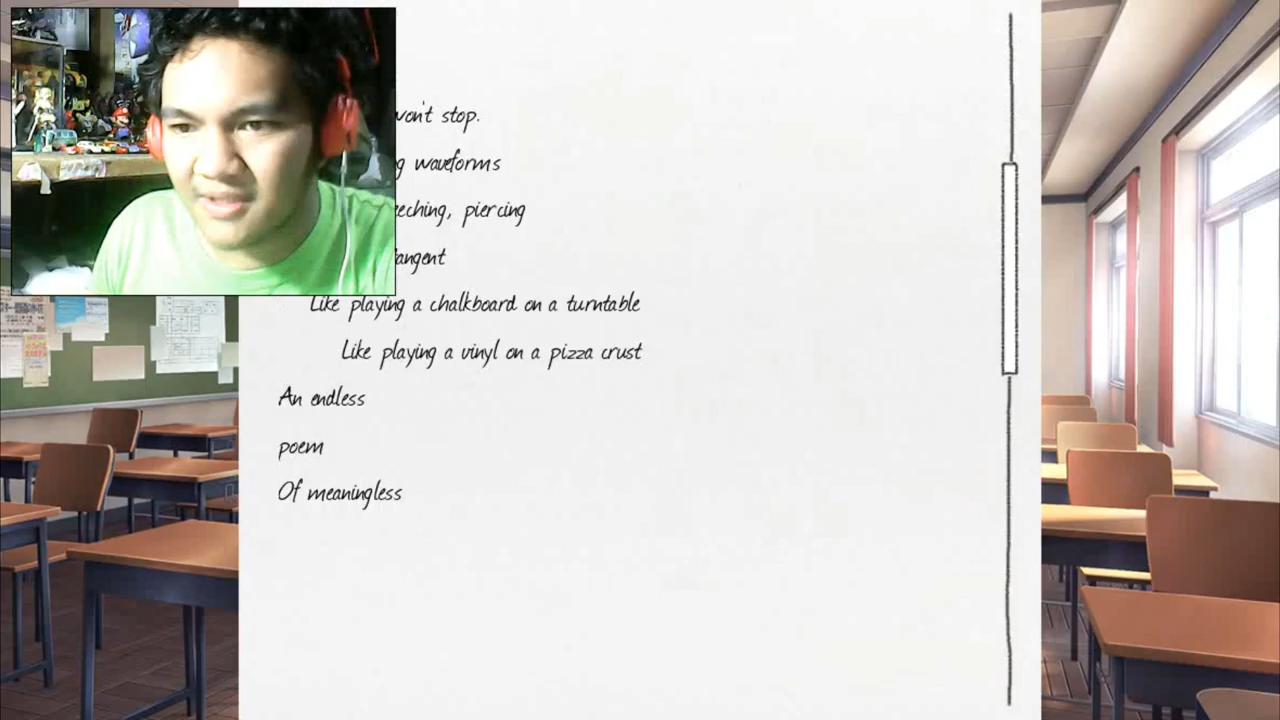 won't stop.
waveforms
piercing
Like playing a chalkboard on a turntable
Like playing a vinyl on a pizza crust
An endless
poem
Of meaningless